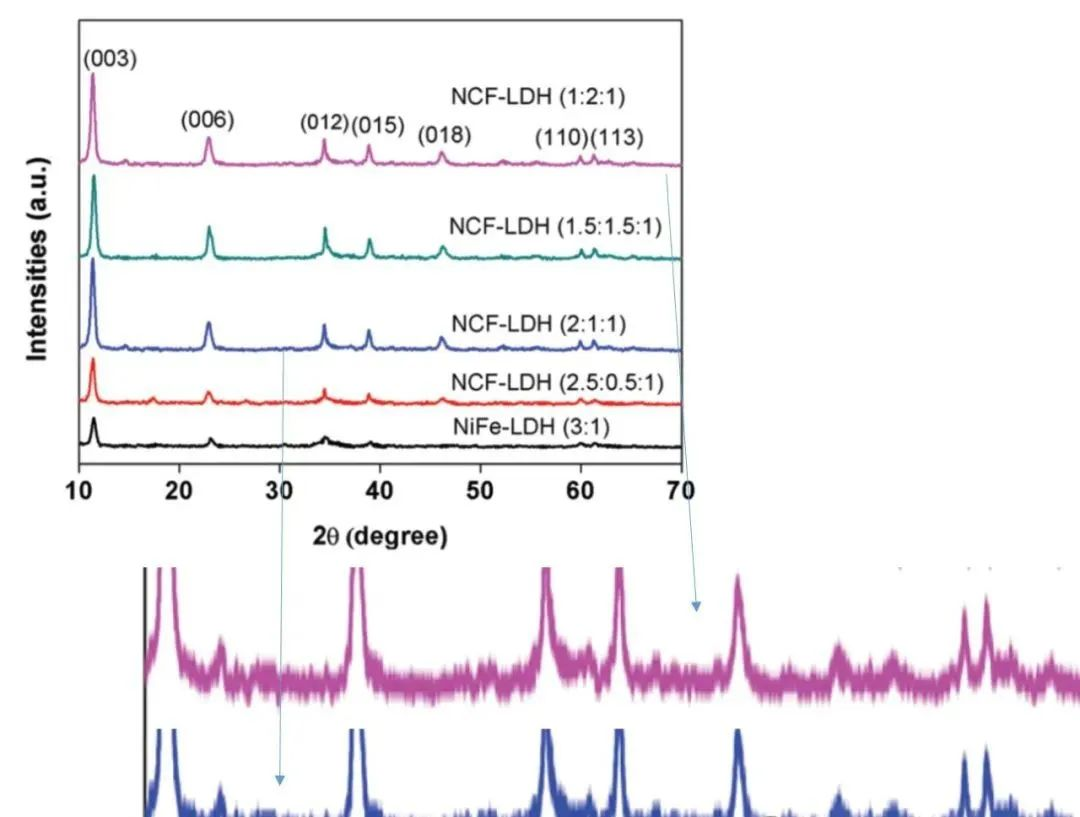 (003)
NCF-LDH (1:2:1)
(006)
(012) (015) (018)
(110) (113)
NCF-LDH (1.5:1.5:1)
NCF-LDH (2:1:1)
NCF-LDH (2.5:0.5:1)
NiFe-LDH (3:1)
Intensities (a.u.)
10 20 30 40 50 60 70
2θ (degree)